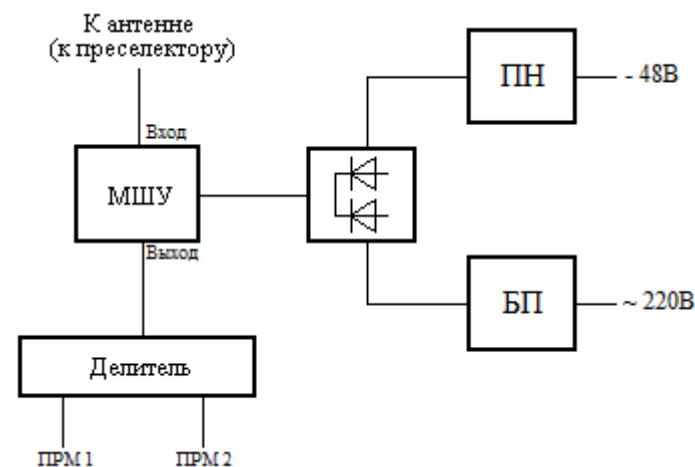 К антенне
(к преселектору)
ПН
- 48В
Вход
МШУ
Выход
БП
~ 220В
Делитель
ПРМ 1
ПРМ 2